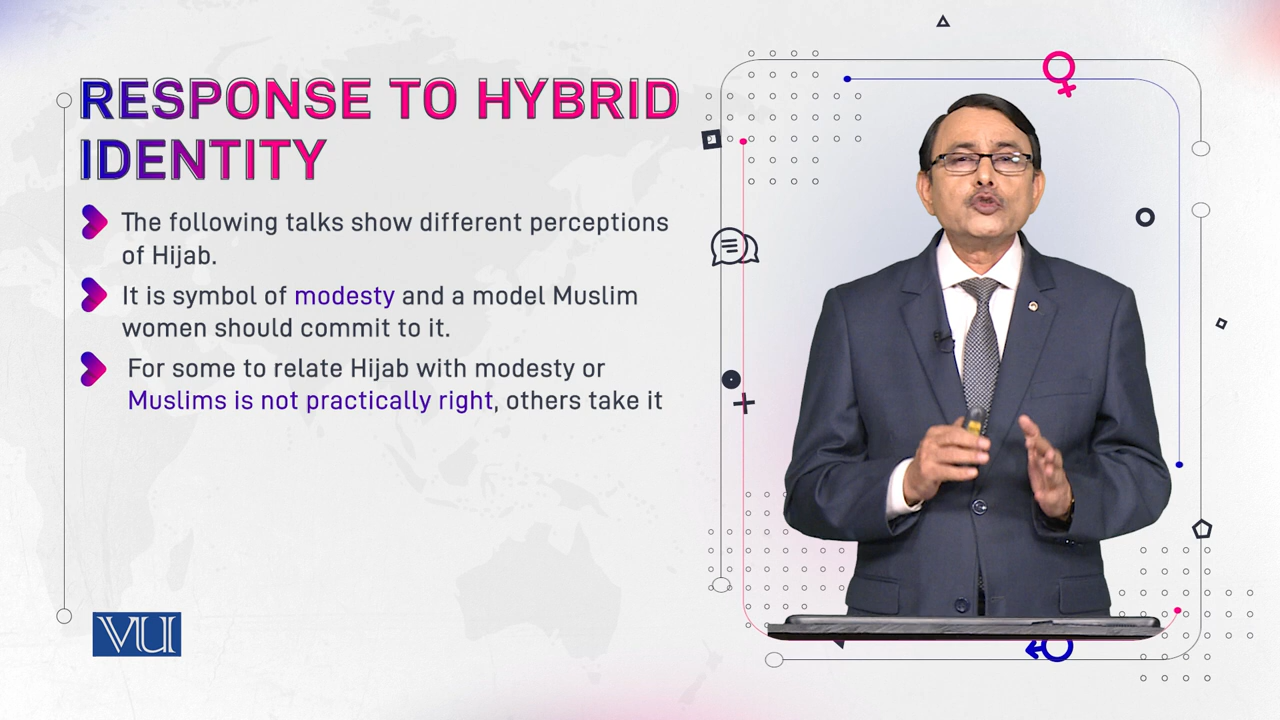 RESPONSE TO HYBRID
IDENTITY
The following talks show different perceptions
of Hijab.
It is symbol of modesty and a model Muslim
women should commit to it.
For some to relate Hijab with modesty or
Muslims is not practically right, others take it
VU